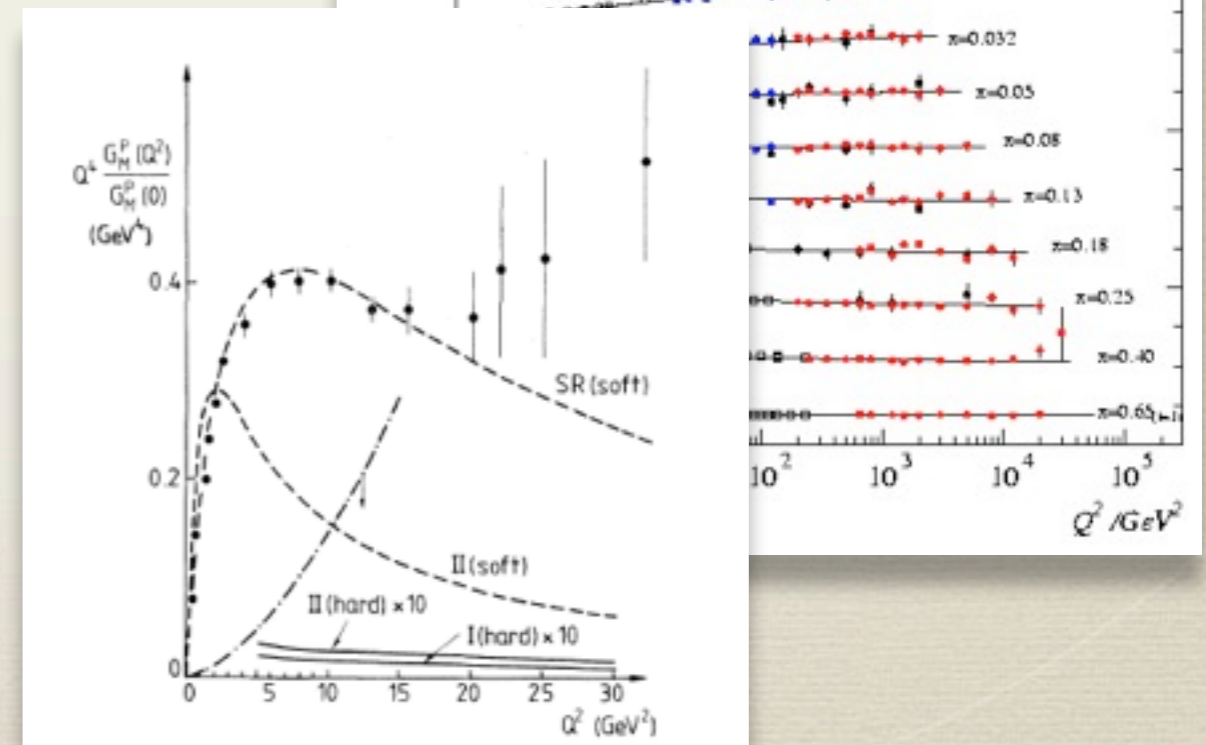 Q⁴ G_M^P(Q²)
G_M^P(0)
(GeV⁴)
0.4
0.2
0
0 5 10 15 20 25 30
Q² (GeV²)
SR (soft)
II (soft)
II (hard) × 10
I (hard) × 10
x=0.032
x=0.05
x=0.08
x=0.13
x=0.18
x=0.25
x=0.40
x=0.65
10² 10³ 10⁴ 10⁵
Q² /GeV²